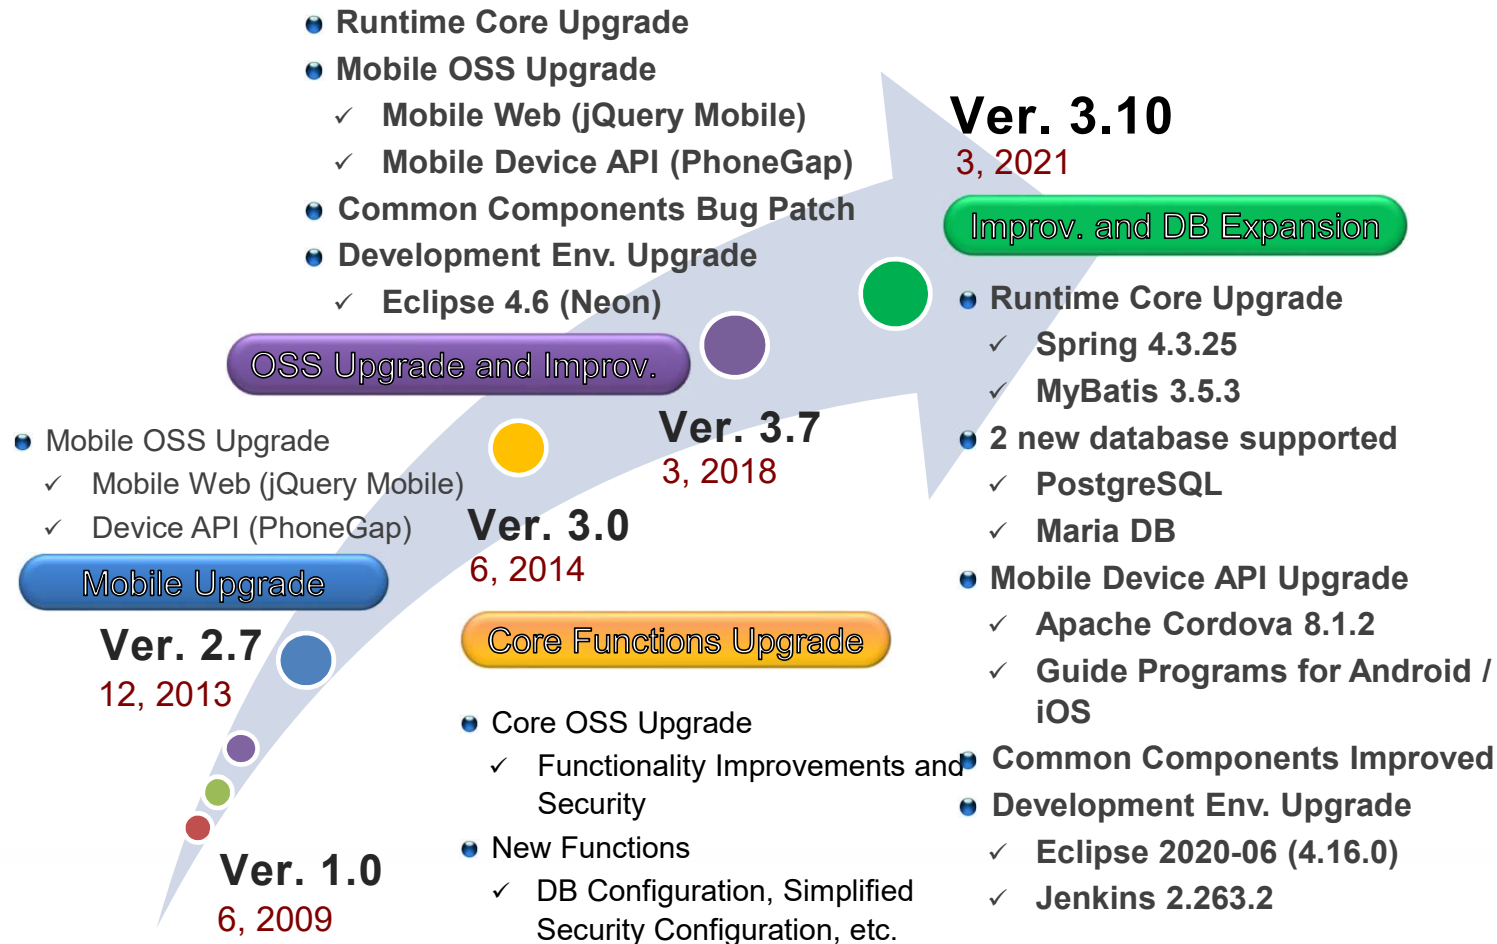 Runtime Core Upgrade
Mobile OSS Upgrade
✓ Mobile Web (jQuery Mobile)
✓ Mobile Device API (PhoneGap)
Common Components Bug Patch
Development Env. Upgrade
✓ Eclipse 4.6 (Neon)
OSS Upgrade and Improv.
Ver. 3.7
3, 2018
Mobile OSS Upgrade
✓ Mobile Web (jQuery Mobile)
✓ Device API (PhoneGap)
Mobile Upgrade
Ver. 2.7
12, 2013
Ver. 1.0
6, 2009
Ver. 3.0
6, 2014
Core Functions Upgrade
Core OSS Upgrade
✓ Functionality Improvements and
Security
New Functions
✓ DB Configuration, Simplified
Security Configuration, etc.
Ver. 3.10
3, 2021
Improv. and DB Expansion
Runtime Core Upgrade
✓ Spring 4.3.25
✓ MyBatis 3.5.3
2 new database supported
✓ PostgreSQL
✓ Maria DB
Mobile Device API Upgrade
✓ Apache Cordova 8.1.2
✓ Guide Programs for Android /
iOS
Common Components Improved
Development Env. Upgrade
✓ Eclipse 2020-06 (4.16.0)
✓ Jenkins 2.263.2